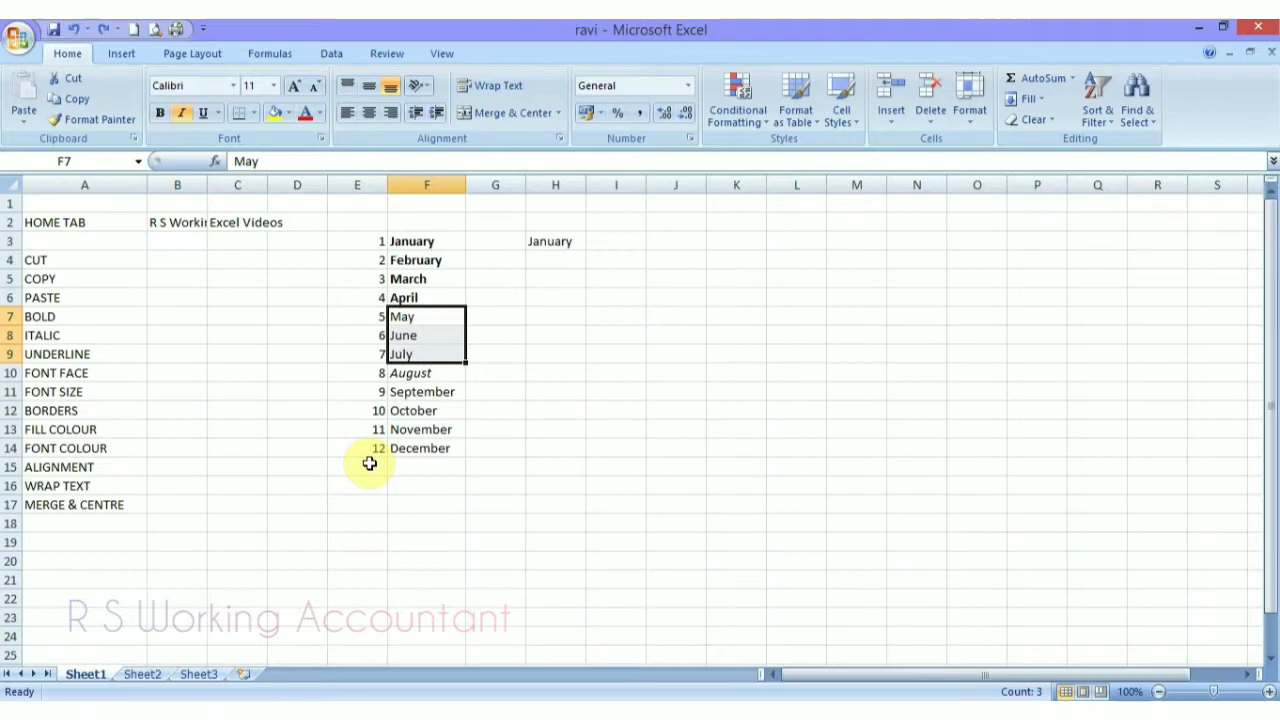 ravi - Microsoft Excel
Home Insert Page Layout Formulas Data Review View
Paste
Cut
Copy
Format Painter
Clipboard
Calibri 11
B I U
Font
Wrap Text
Merge & Center
Alignment
General
Number
Conditional Formatting
Format as Table
Cell Styles
Styles
Insert
Delete
Format
Cells
AutoSum
Fill
Clear
Sort & Filter
Find & Select
Editing
F7 fx May
A B C D E F G H I J K L M N O P Q R S
1
2 HOME TAB R S Workin Excel Videos
3 1 January January
4 CUT 2 February
5 COPY 3 March
6 PASTE 4 April
7 BOLD 5 May
8 ITALIC 6 June
9 UNDERLINE 7 July
10 FONT FACE 8 August
11 FONT SIZE 9 September
12 BORDERS 10 October
13 FILL COLOUR 11 November
14 FONT COLOUR 12 December
15 ALIGNMENT
16 WRAP TEXT
17 MERGE & CENTRE
18
19
20
21
22
23
R S Working Accountant
24
25
Sheet1 Sheet2 Sheet3
Ready Count: 3 100%